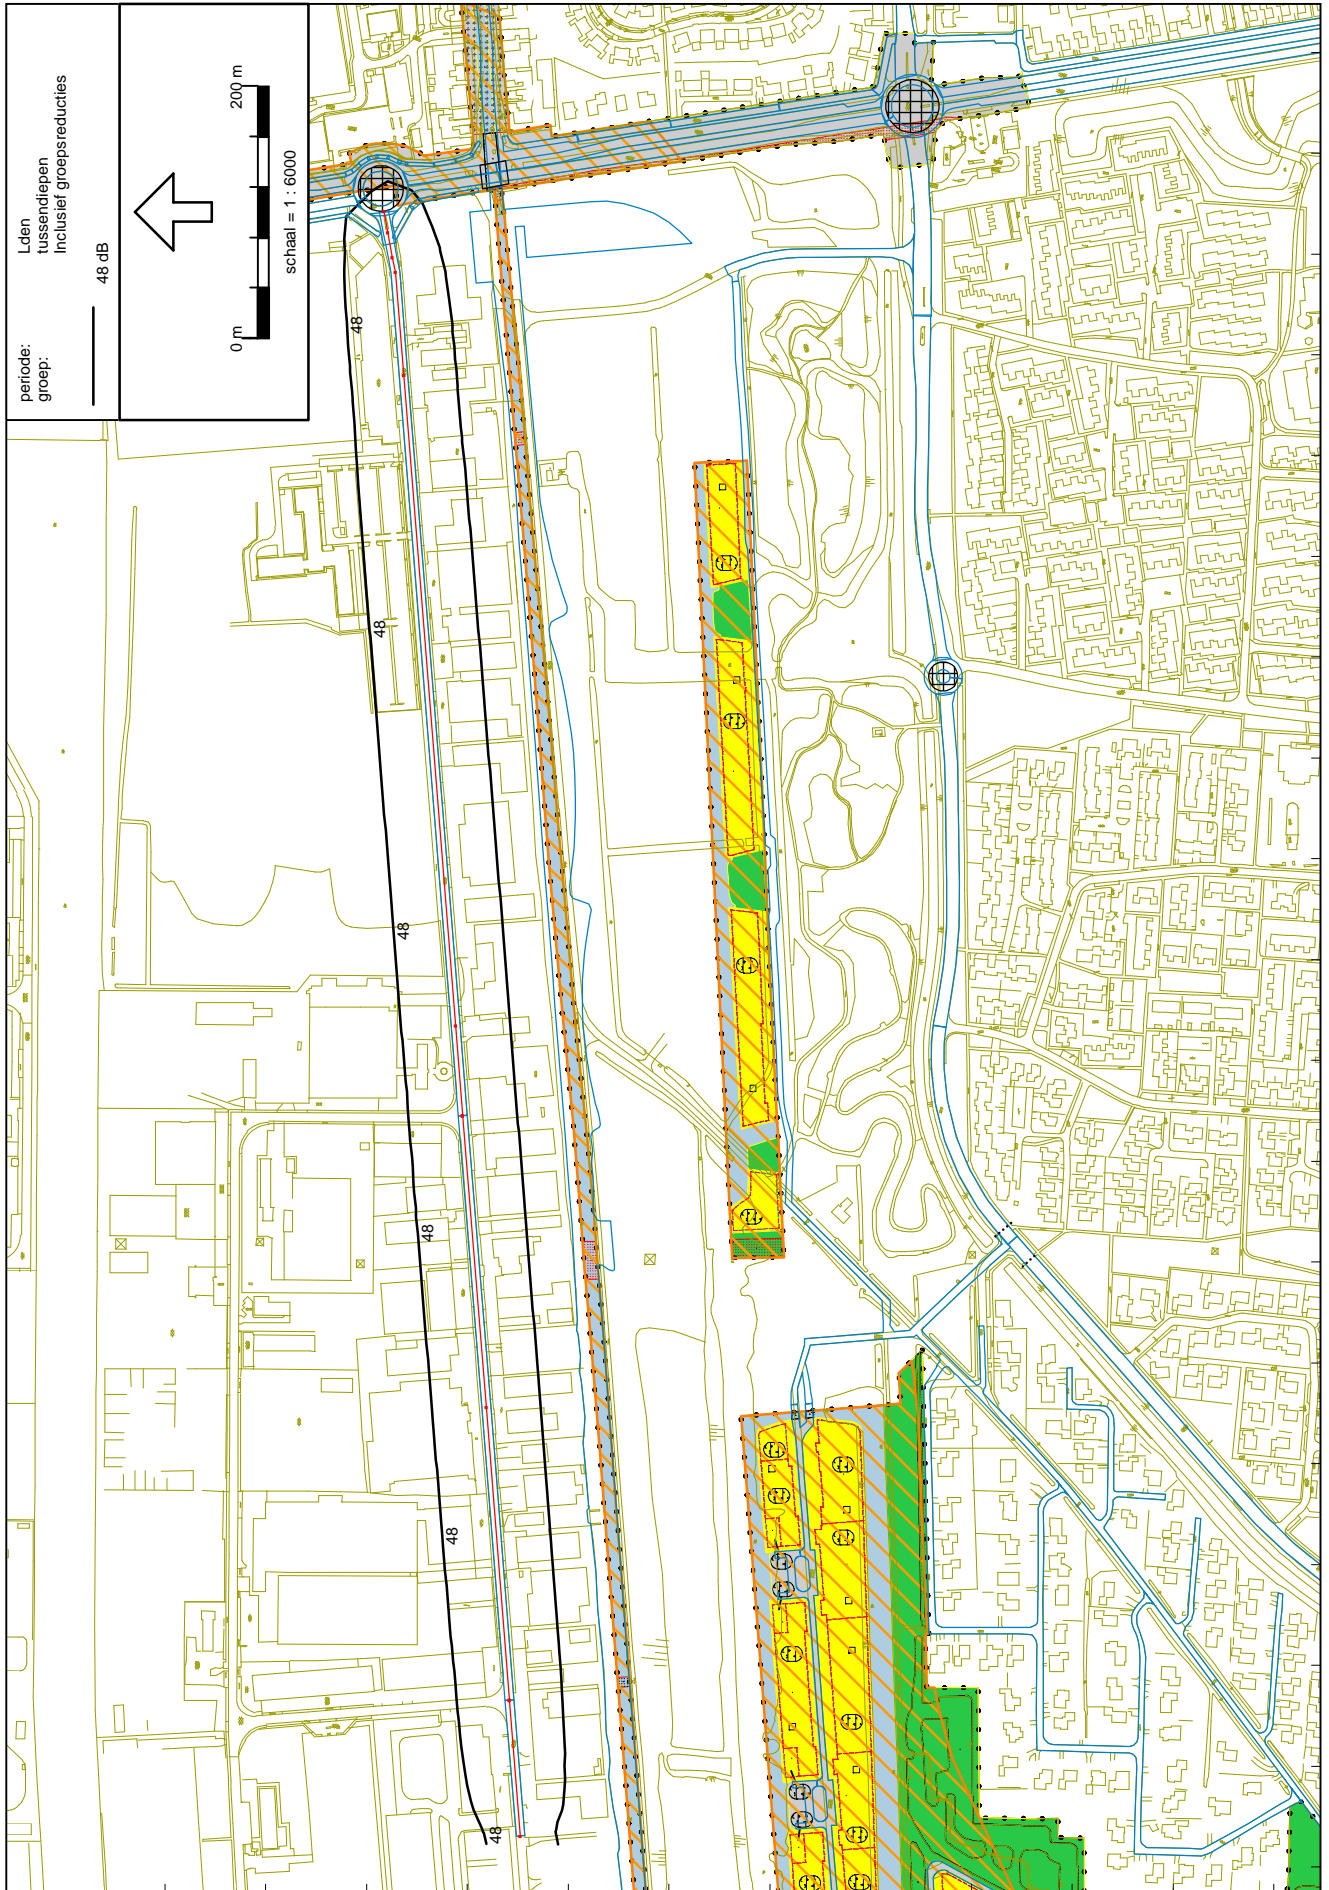 periode: Lden
groep: tussendiepen
Inclusief groepsreducties
48 dB
0 m 200 m
schaal = 1 : 6000
48
48
48
48
48
48